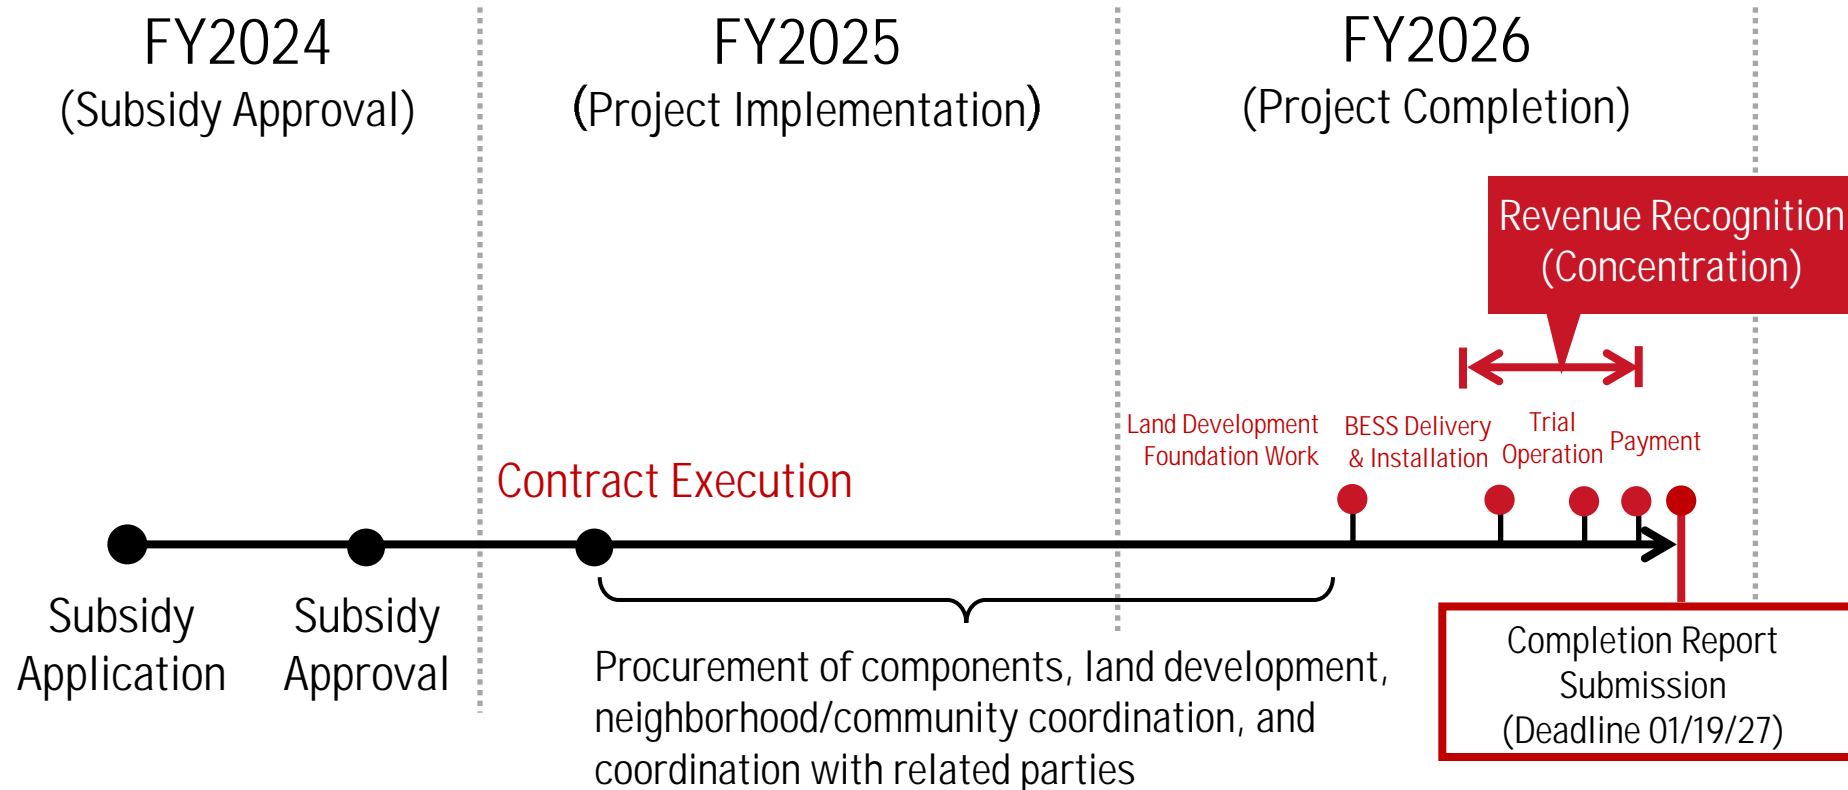 FY2024
(Subsidy Approval)
FY2025
(Project Implementation)
FY2026
(Project Completion)
Revenue Recognition
(Concentration)
Land Development
Foundation Work
BESS Delivery
& Installation
Trial
Operation
Payment
Contract Execution
Subsidy
Application
Subsidy
Approval
Procurement of components, land development,
neighborhood/community coordination, and
coordination with related parties
Completion Report
Submission
(Deadline 01/19/27)